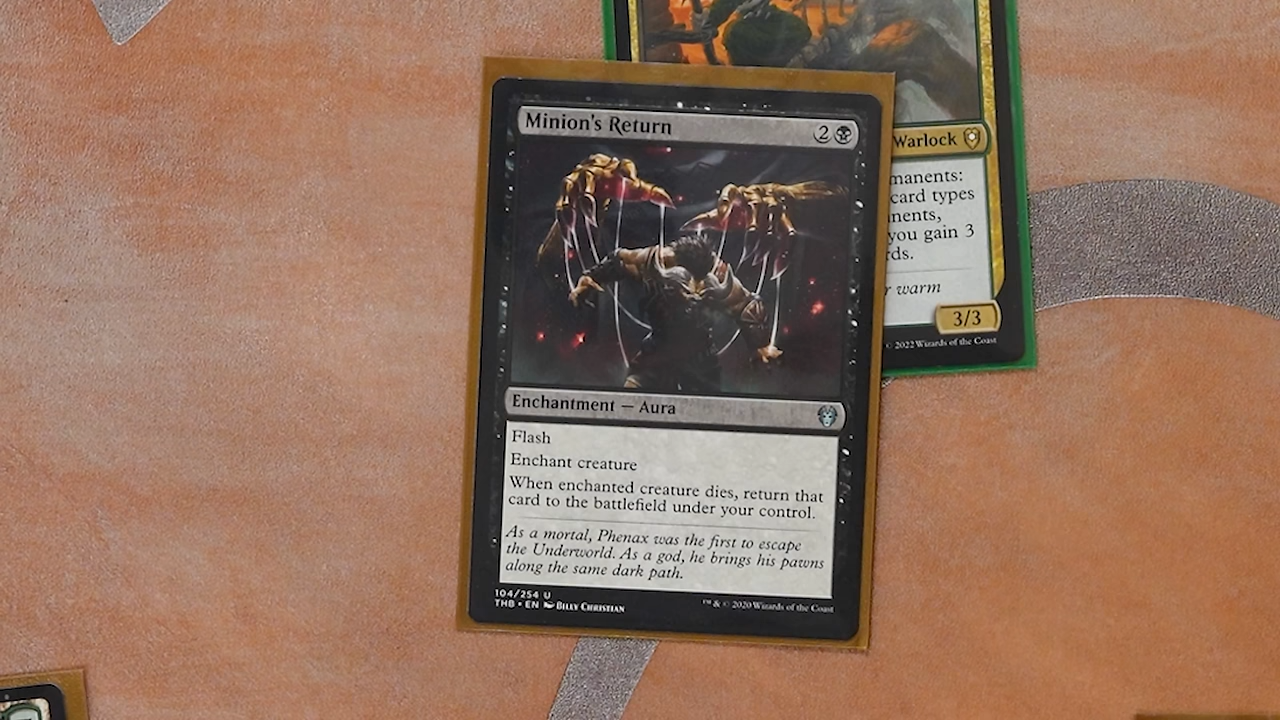 Minion's Return 2
Enchantment — Aura
Flash
Enchant creature
When enchanted creature dies, return that
card to the battlefield under your control.
As a mortal, Phenax was the first to escape
the Underworld. As a god, he brings his pawns
along the same dark path.
104/254 U
THB • EN Billy Christian
™ & © 2020 Wizards of the Coast
Warlock
manents:
card types
nents,
you gain 3
rds.
r warm
3/3
© 2022 Wizards of the Coast